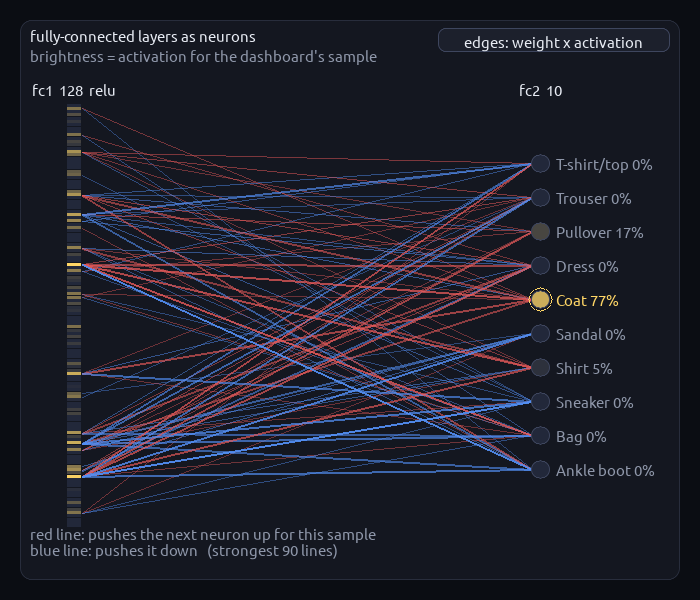 fully-connected layers as neurons
edges: weight x activation
brightness = activation for the dashboard's sample
fc1 128 relu
fc2 10
T-shirt/top 0%
Trouser 0%
Pullover 17%
Dress 0%
Coat 77%
Sandal 0%
Shirt 5%
Sneaker 0%
Bag 0%
Ankle boot 0%
red line: pushes the next neuron up for this sample
blue line: pushes it down (strongest 90 lines)